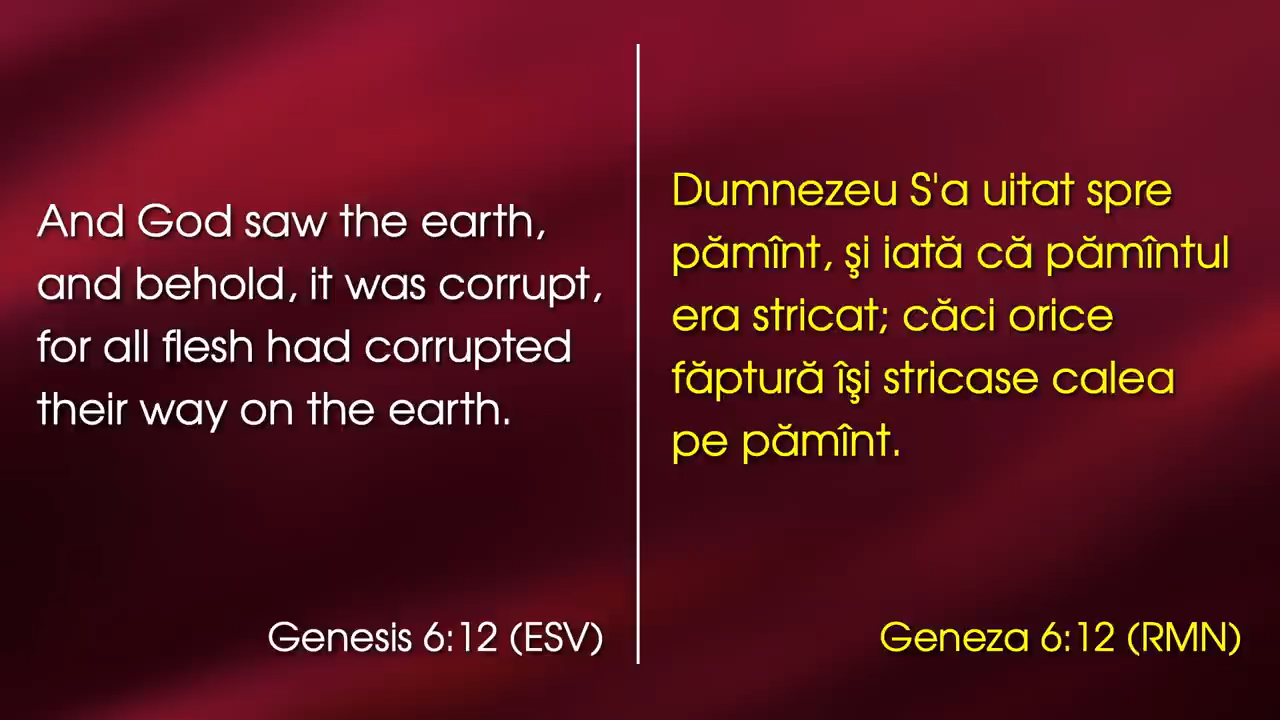 And God saw the earth,
and behold, it was corrupt,
for all flesh had corrupted
their way on the earth.
Genesis 6:12 (ESV)
Dumnezeu S'a uitat spre
pămînt, şi iată că pămîntul
era stricat; căci orice
făptură îşi stricase calea
pe pămînt.
Geneza 6:12 (RMN)